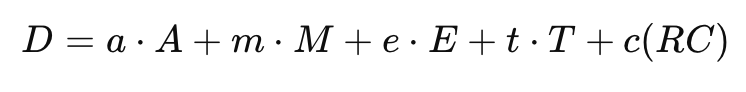 D = a · A + m · M + e · E + t · T + c(RC)